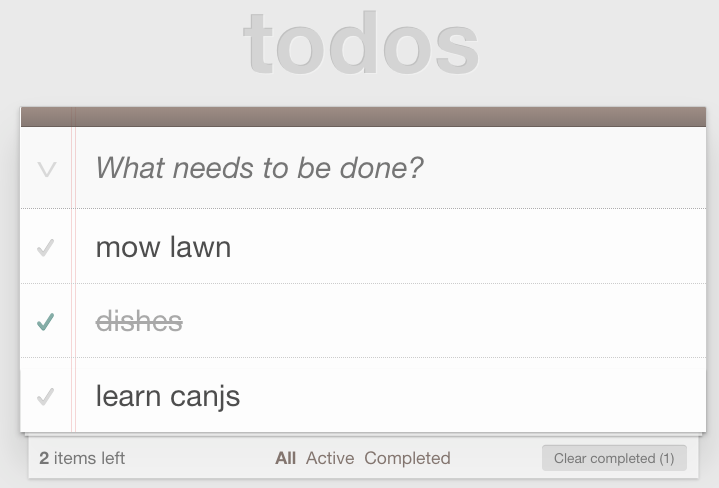 todos
What needs to be done?
mow lawn
dishes
learn canjs
2 items left All Active Completed Clear completed (1)